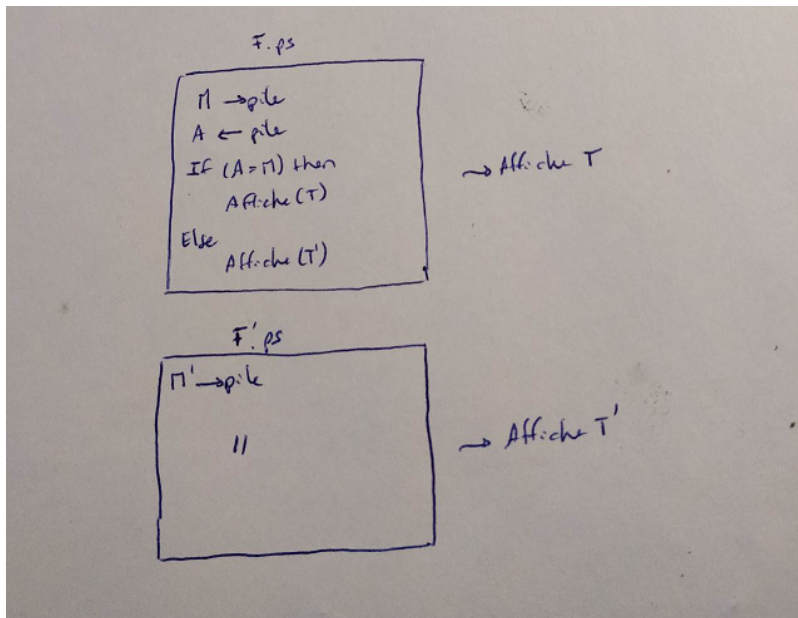 F.ps
M → pile
A ← pile
If (A=M) then
Affiche (T)
Else
Affiche (T')
→ Affiche T
F'.ps
M' → pile
//
→ Affiche T'